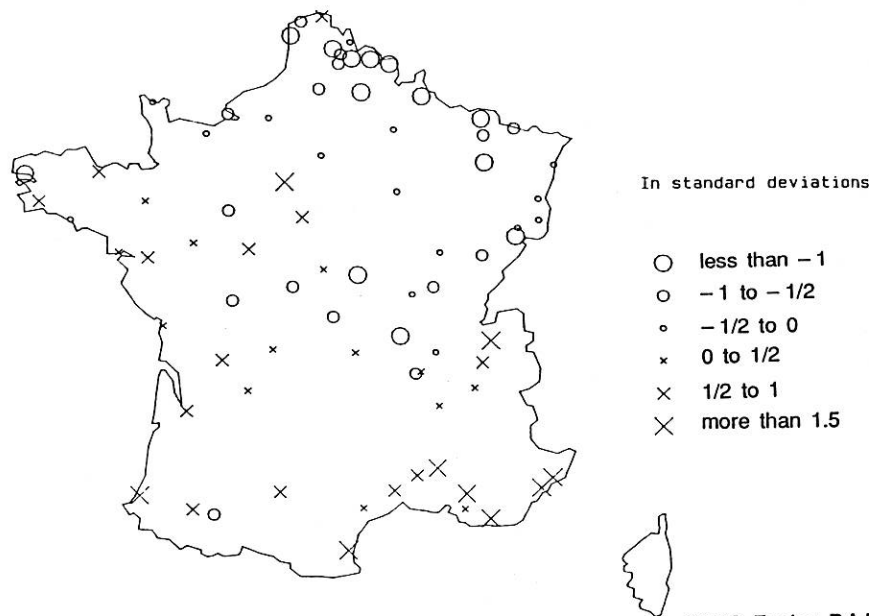 In standard deviations
less than −1
−1 to −1/2
−1/2 to 0
0 to 1/2
1/2 to 1
more than 1.5